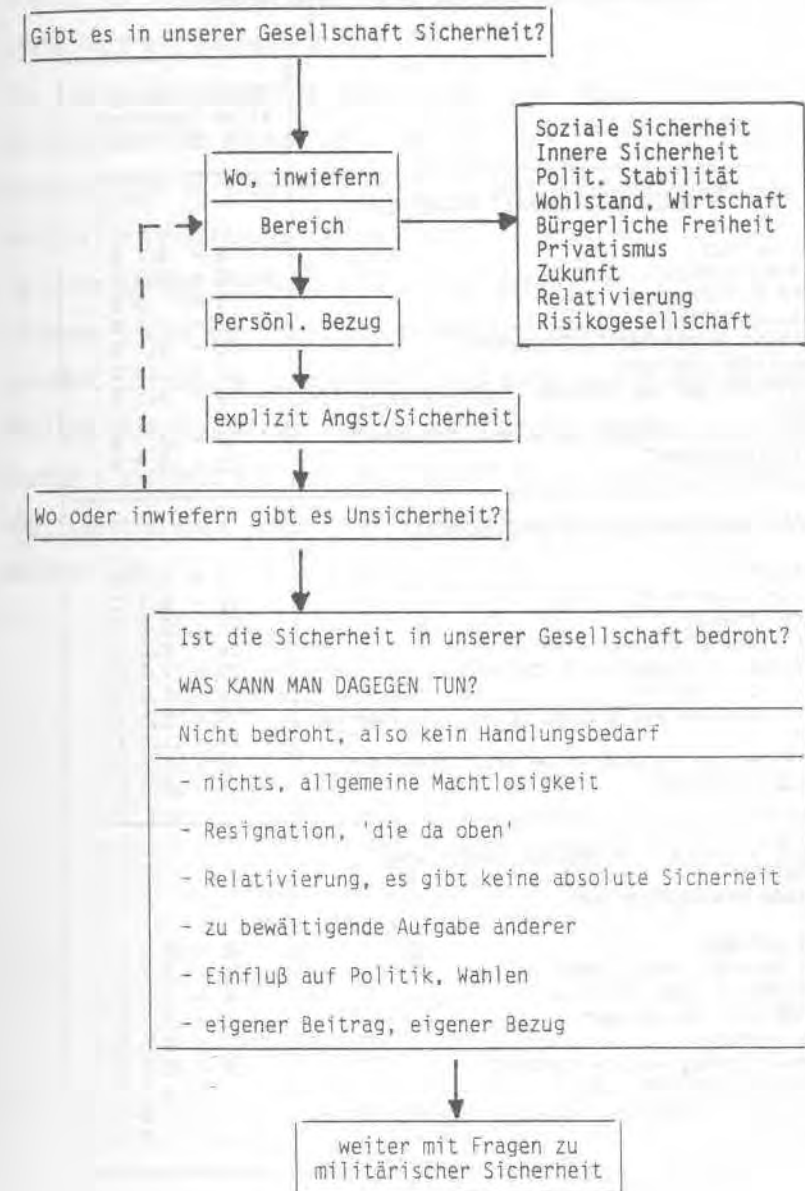 Gibt es in unserer Gesellschaft Sicherheit?
Wo, inwiefern
Bereich
Soziale Sicherheit
Innere Sicherheit
Polit. Stabilität
Wohlstand, Wirtschaft
Bürgerliche Freiheit
Privatismus
Zukunft
Relativierung
Risikogesellschaft
Persönl. Bezug
explizit Angst/Sicherheit
Wo oder inwiefern gibt es Unsicherheit?
Ist die Sicherheit in unserer Gesellschaft bedroht?
WAS KANN MAN DAGEGEN TUN?
Nicht bedroht, also kein Handlungsbedarf
- nichts, allgemeine Machtlosigkeit
- Resignation, 'die da oben'
- Relativierung, es gibt keine absolute Sicherheit
- zu bewältigende Aufgabe anderer
- Einfluß auf Politik, Wahlen
- eigener Beitrag, eigener Bezug
weiter mit Fragen zu
militärischer Sicherheit